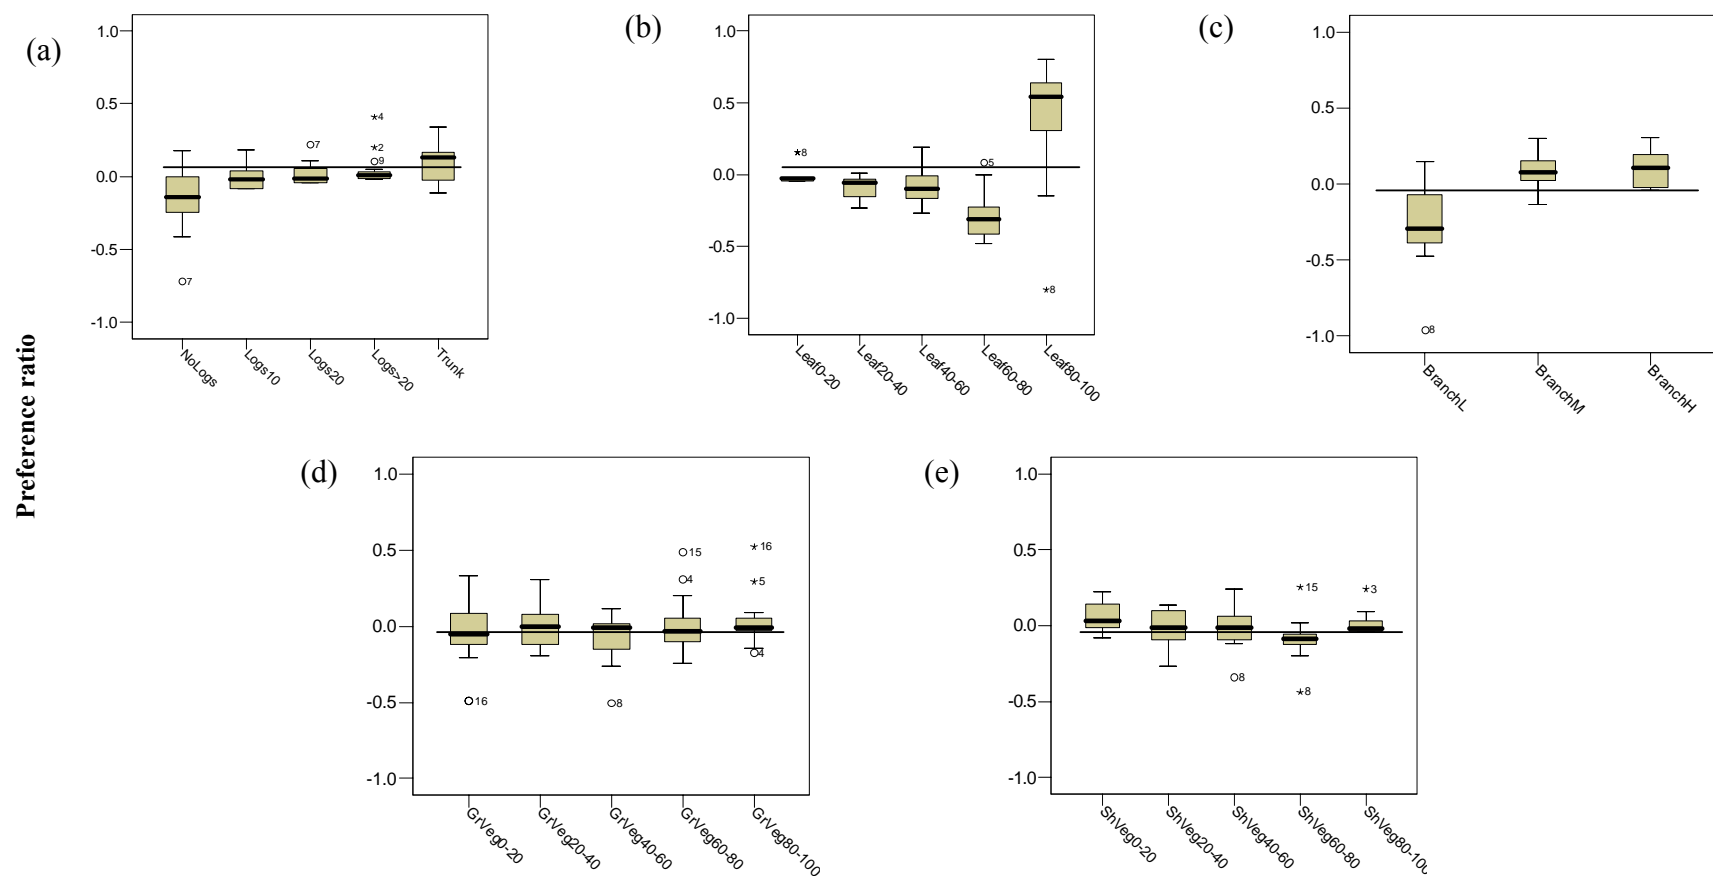 Preference ratio
(a)
1.0
0.5
0.0
-0.5
-1.0
7
7
4
2
9
NoLogs
Logs10
Logs20
Logs>20
Trunk
(b)
1.0
0.5
0.0
-0.5
-1.0
8
5
8
Leaf0-20
Leaf20-40
Leaf40-60
Leaf60-80
Leaf80-100
(c)
1.0
0.5
0.0
-0.5
-1.0
8
BranchL
BranchM
BranchH
(d)
1.0
0.5
0.0
-0.5
-1.0
16
8
15
4
16
5
4
GrVeg0-20
GrVeg20-40
GrVeg40-60
GrVeg60-80
GrVeg80-100
(e)
1.0
0.5
0.0
-0.5
-1.0
8
15
8
3
ShVeg0-20
ShVeg20-40
ShVeg40-60
ShVeg60-80
ShVeg80-100